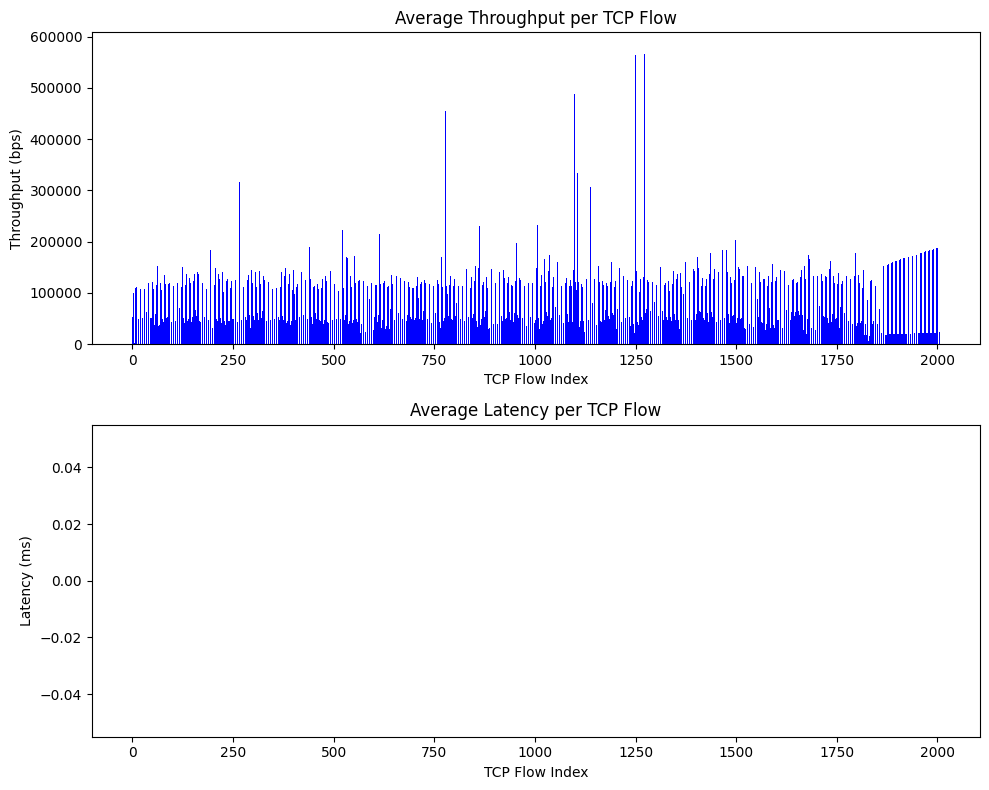 Average Throughput per TCP Flow
600000
500000
400000
300000
200000
100000
0
Throughput (bps)
0 250 500 750 1000 1250 1500 1750 2000
TCP Flow Index
Average Latency per TCP Flow
0.04
0.02
0.00
−0.02
−0.04
Latency (ms)
0 250 500 750 1000 1250 1500 1750 2000
TCP Flow Index